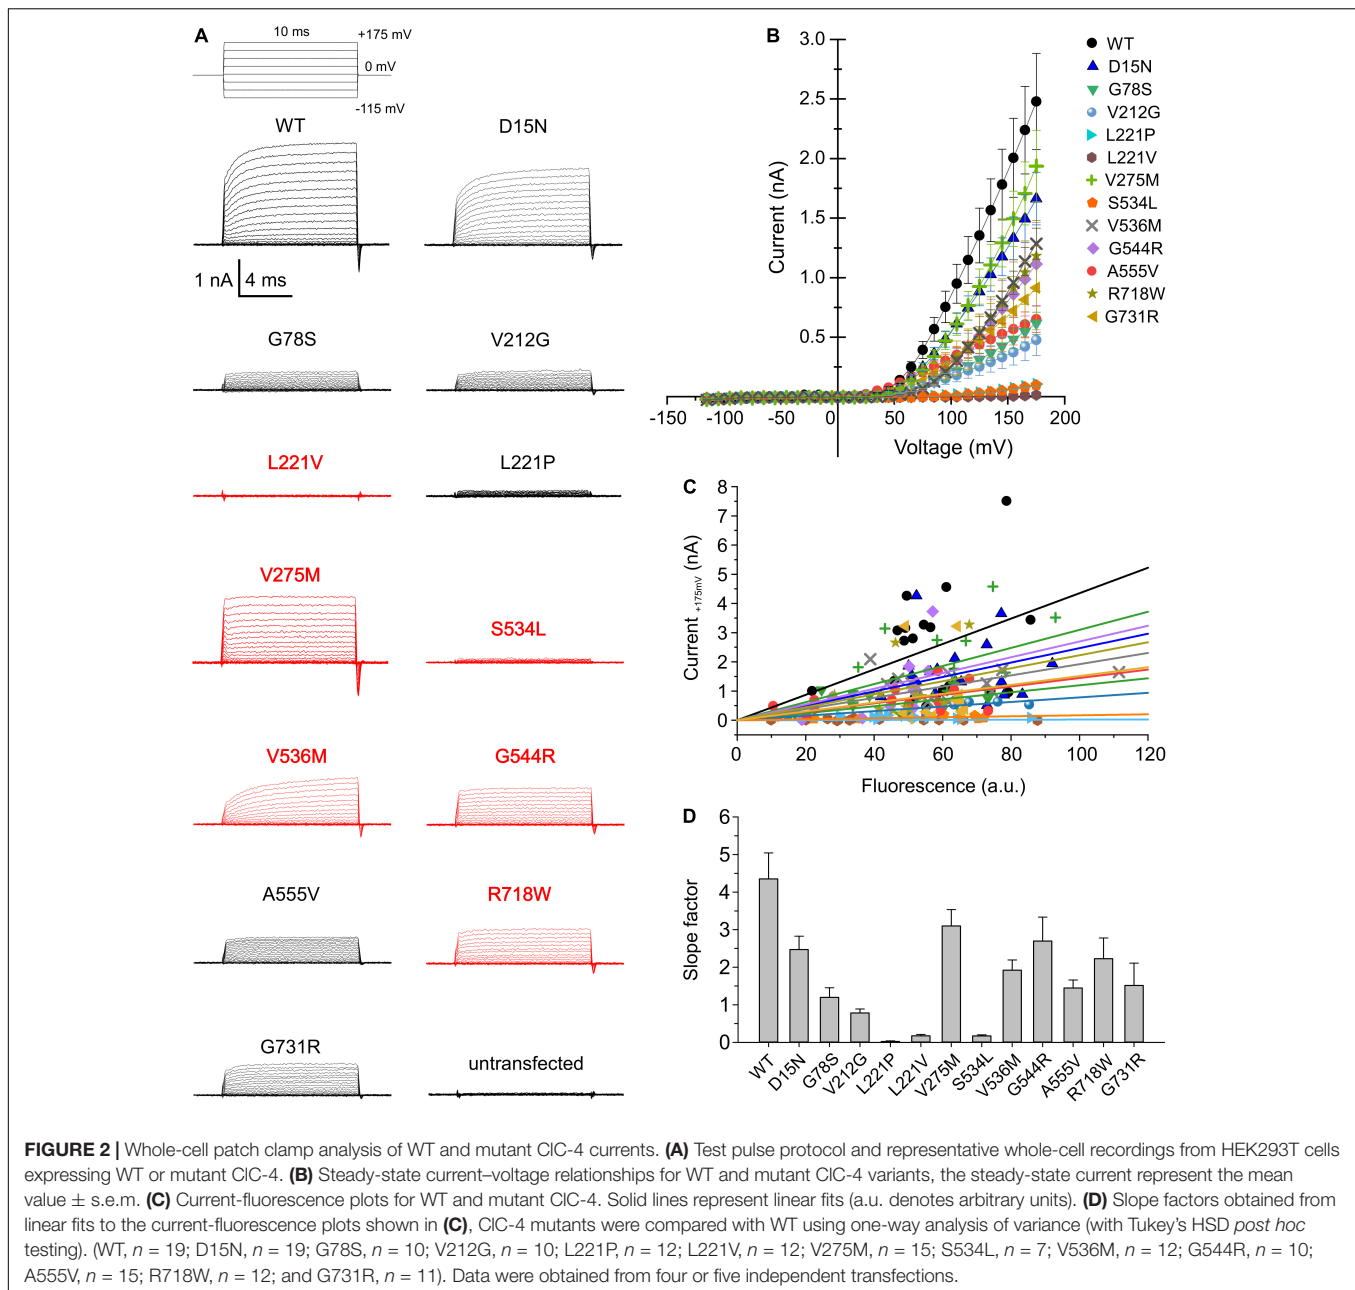 A
10 ms
+175 mV
0 mV
-115 mV
WT
D15N
1 nA
4 ms
G78S
V212G
L221V
L221P
V275M
S534L
V536M
G544R
A555V
R718W
G731R
untransfected
B
3.0
2.5
2.0
1.5
1.0
0.5
Current (nA)
-150
-100
-50
0
50
100
150
200
Voltage (mV)
WT
D15N
G78S
V212G
L221P
L221V
V275M
S534L
V536M
G544R
A555V
R718W
G731R
C
8
7
6
5
4
3
2
1
0
Current +175mV (nA)
0
20
40
60
80
100
120
Fluorescence (a.u.)
D
6
5
4
3
2
1
0
Slope factor
WT
D15N
G78S
V212G
L221P
L221V
V275M
S534L
V536M
G544R
A555V
R718W
G731R
FIGURE 2 | Whole-cell patch clamp analysis of WT and mutant ClC-4 currents. (A) Test pulse protocol and representative whole-cell recordings from HEK293T cells
expressing WT or mutant ClC-4. (B) Steady-state current–voltage relationships for WT and mutant ClC-4 variants, the steady-state current represent the mean
value ± s.e.m. (C) Current-fluorescence plots for WT and mutant ClC-4. Solid lines represent linear fits (a.u. denotes arbitrary units). (D) Slope factors obtained from
linear fits to the current-fluorescence plots shown in (C), ClC-4 mutants were compared with WT using one-way analysis of variance (with Tukey's HSD post hoc
testing). (WT, n = 19; D15N, n = 19; G78S, n = 10; V212G, n = 10; L221P, n = 12; L221V, n = 12; V275M, n = 15; S534L, n = 7; V536M, n = 12; G544R, n = 10;
A555V, n = 15; R718W, n = 12; and G731R, n = 11). Data were obtained from four or five independent transfections.